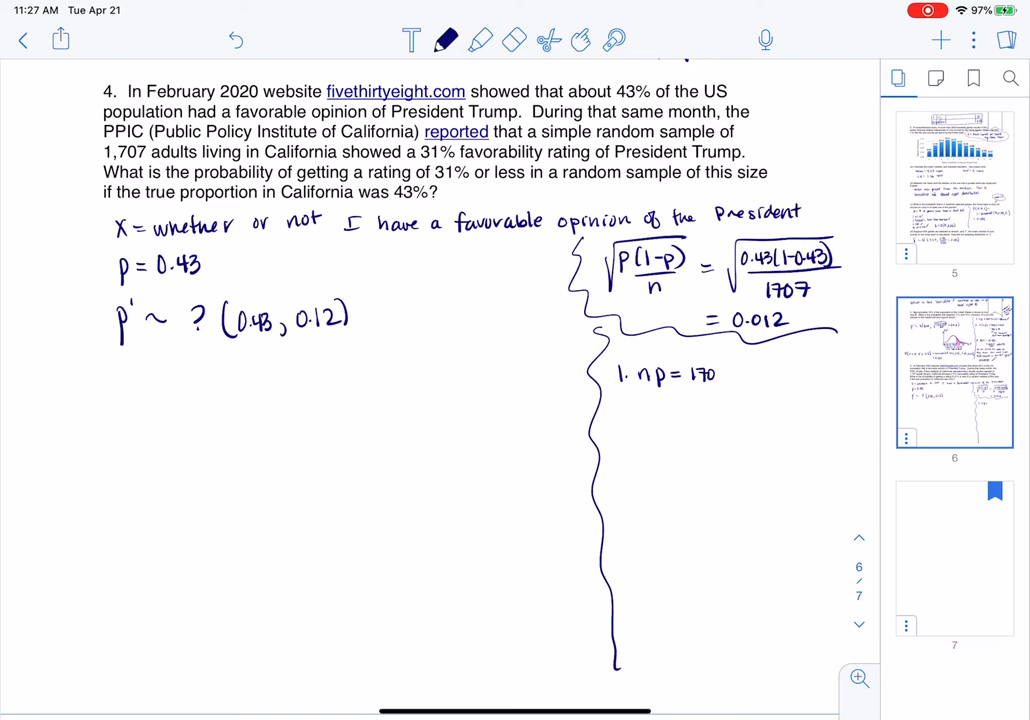 11:27 AM Tue Apr 21
97%
T
4. In February 2020 website fivethirtyeight.com showed that about 43% of the US
population had a favorable opinion of President Trump. During that same month, the
PPIC (Public Policy Institute of California) reported that a simple random sample of
1,707 adults living in California showed a 31% favorability rating of President Trump.
What is the probability of getting a rating of 31% or less in a random sample of this size
if the true proportion in California was 43%?
X = whether or not I have a favorable opinion of the President
p = 0.43
p' ~ ? (0.43, 0.12)
√(p(1-p)/n) = √(0.43(1-0.43)/1707)
= 0.012
1. np = 170
5
6
7
6
/
7